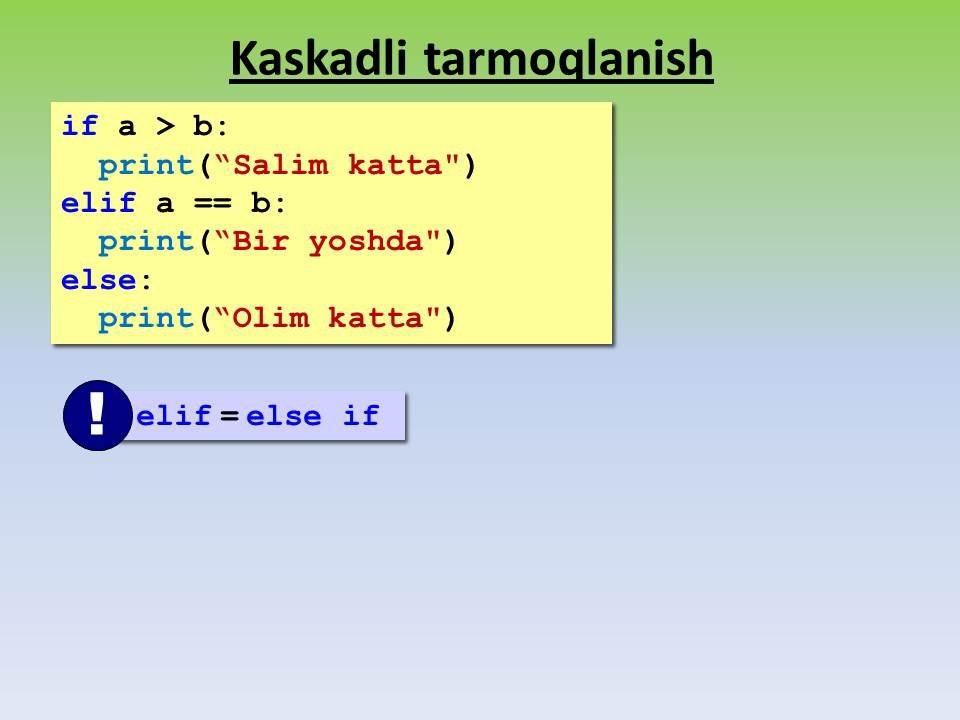 Kaskadli tarmoqlanish
if a > b:
  print(“Salim katta")
elif a == b:
  print(“Bir yoshda")
else:
  print(“Olim katta")
! elif = else if